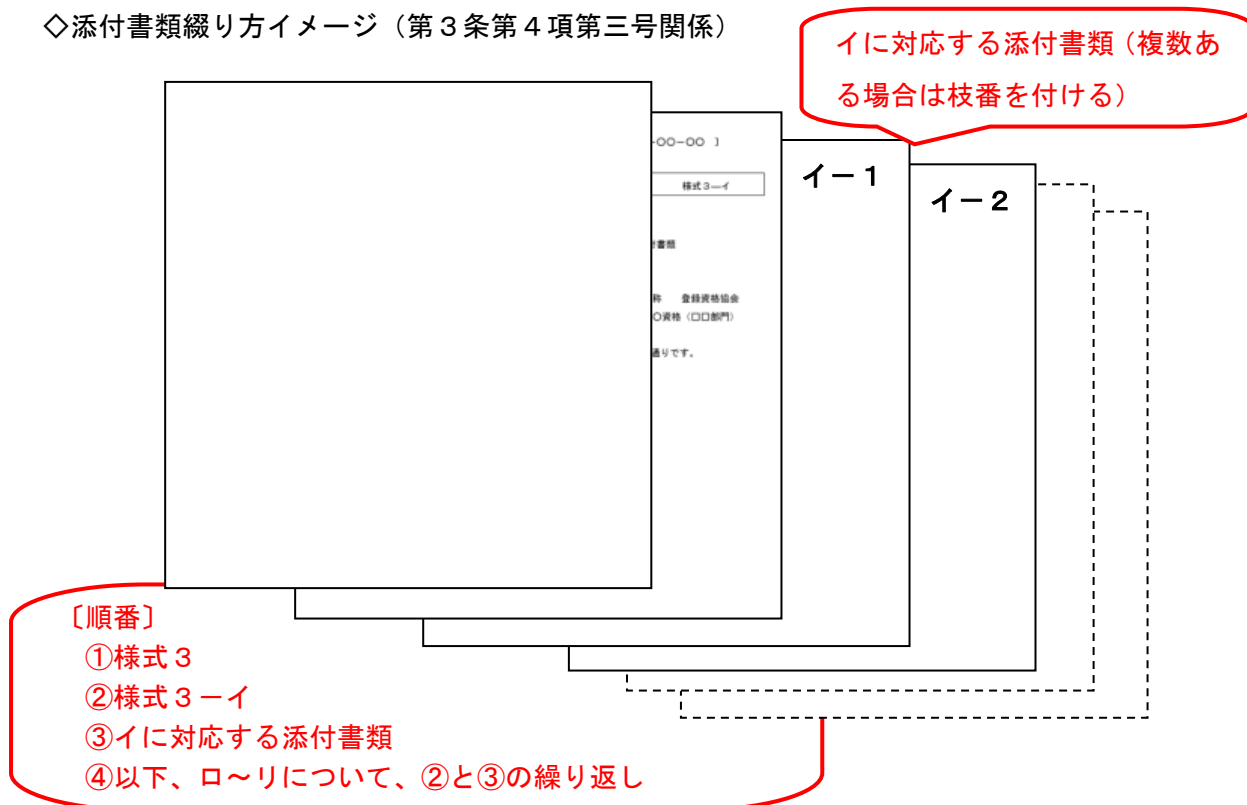 ◇添付書類綴り方イメージ（第３条第４項第三号関係）
イに対応する添付書類（複数あ
る場合は枝番を付ける）
-○○-○○ ］
様式３―イ
イ－１
イ－２
付書類
称　登録資格協会
○資格（□□部門）
通りです。
〔順番〕
①様式３
②様式３－イ
③イに対応する添付書類
④以下、ロ～リについて、②と③の繰り返し